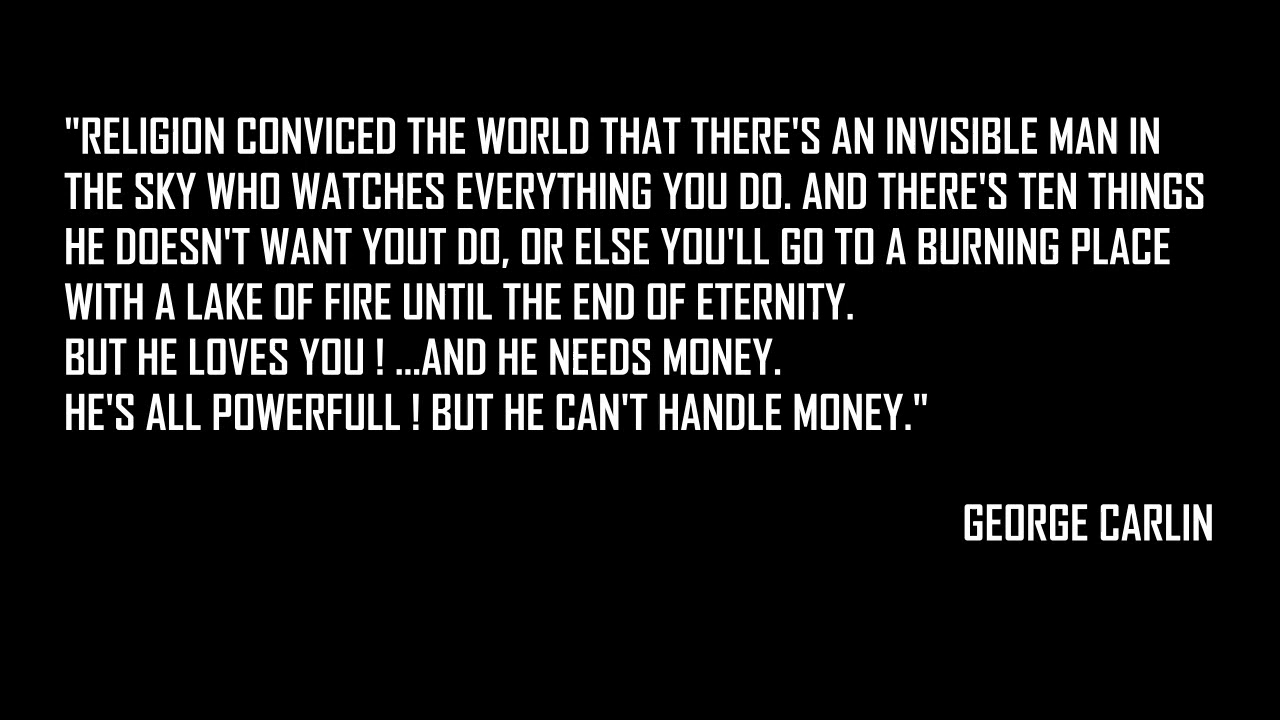 "RELIGION CONVICED THE WORLD THAT THERE'S AN INVISIBLE MAN IN
THE SKY WHO WATCHES EVERYTHING YOU DO. AND THERE'S TEN THINGS
HE DOESN'T WANT YOUT DO, OR ELSE YOU'LL GO TO A BURNING PLACE
WITH A LAKE OF FIRE UNTIL THE END OF ETERNITY.
BUT HE LOVES YOU ! ...AND HE NEEDS MONEY.
HE'S ALL POWERFULL ! BUT HE CAN'T HANDLE MONEY."
GEORGE CARLIN